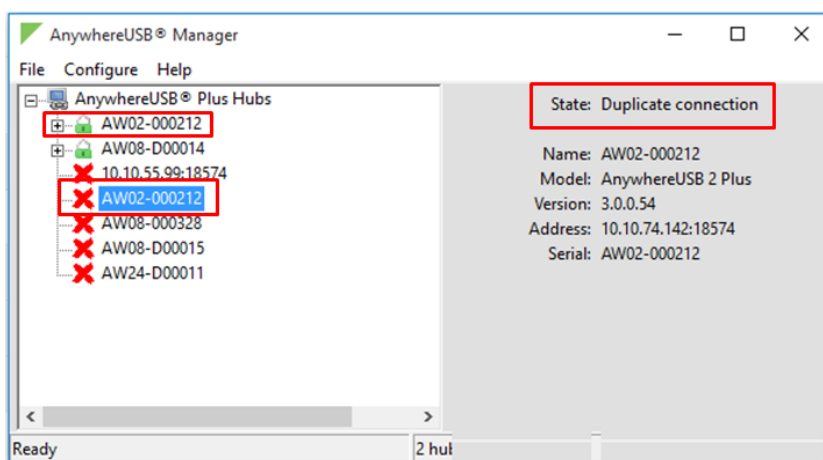 AnywhereUSB® Manager
File Configure Help
AnywhereUSB® Plus Hubs
AW02-000212
AW08-D00014
10.10.55.99:18574
AW02-000212
AW08-000328
AW08-D00015
AW24-D00011
State: Duplicate connection
Name: AW02-000212
Model: AnywhereUSB 2 Plus
Version: 3.0.0.54
Address: 10.10.74.142:18574
Serial: AW02-000212
Ready
2